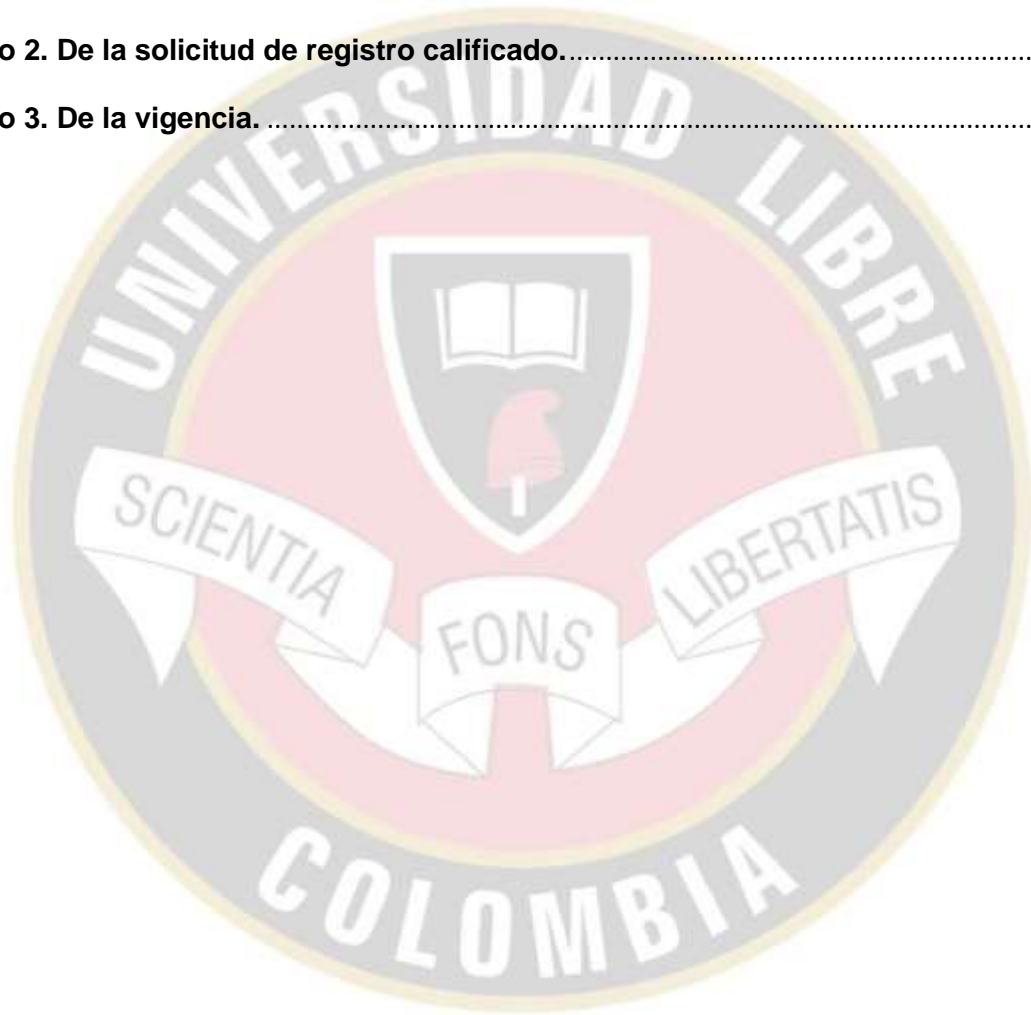 o 2. De la solicitud de registro calificado. ........................................................
o 3. De la vigencia. ........................................................................................
UNIVERSIDAD LIBRE
SCIENTIA
FONS
LIBERTATIS
COLOMBIA